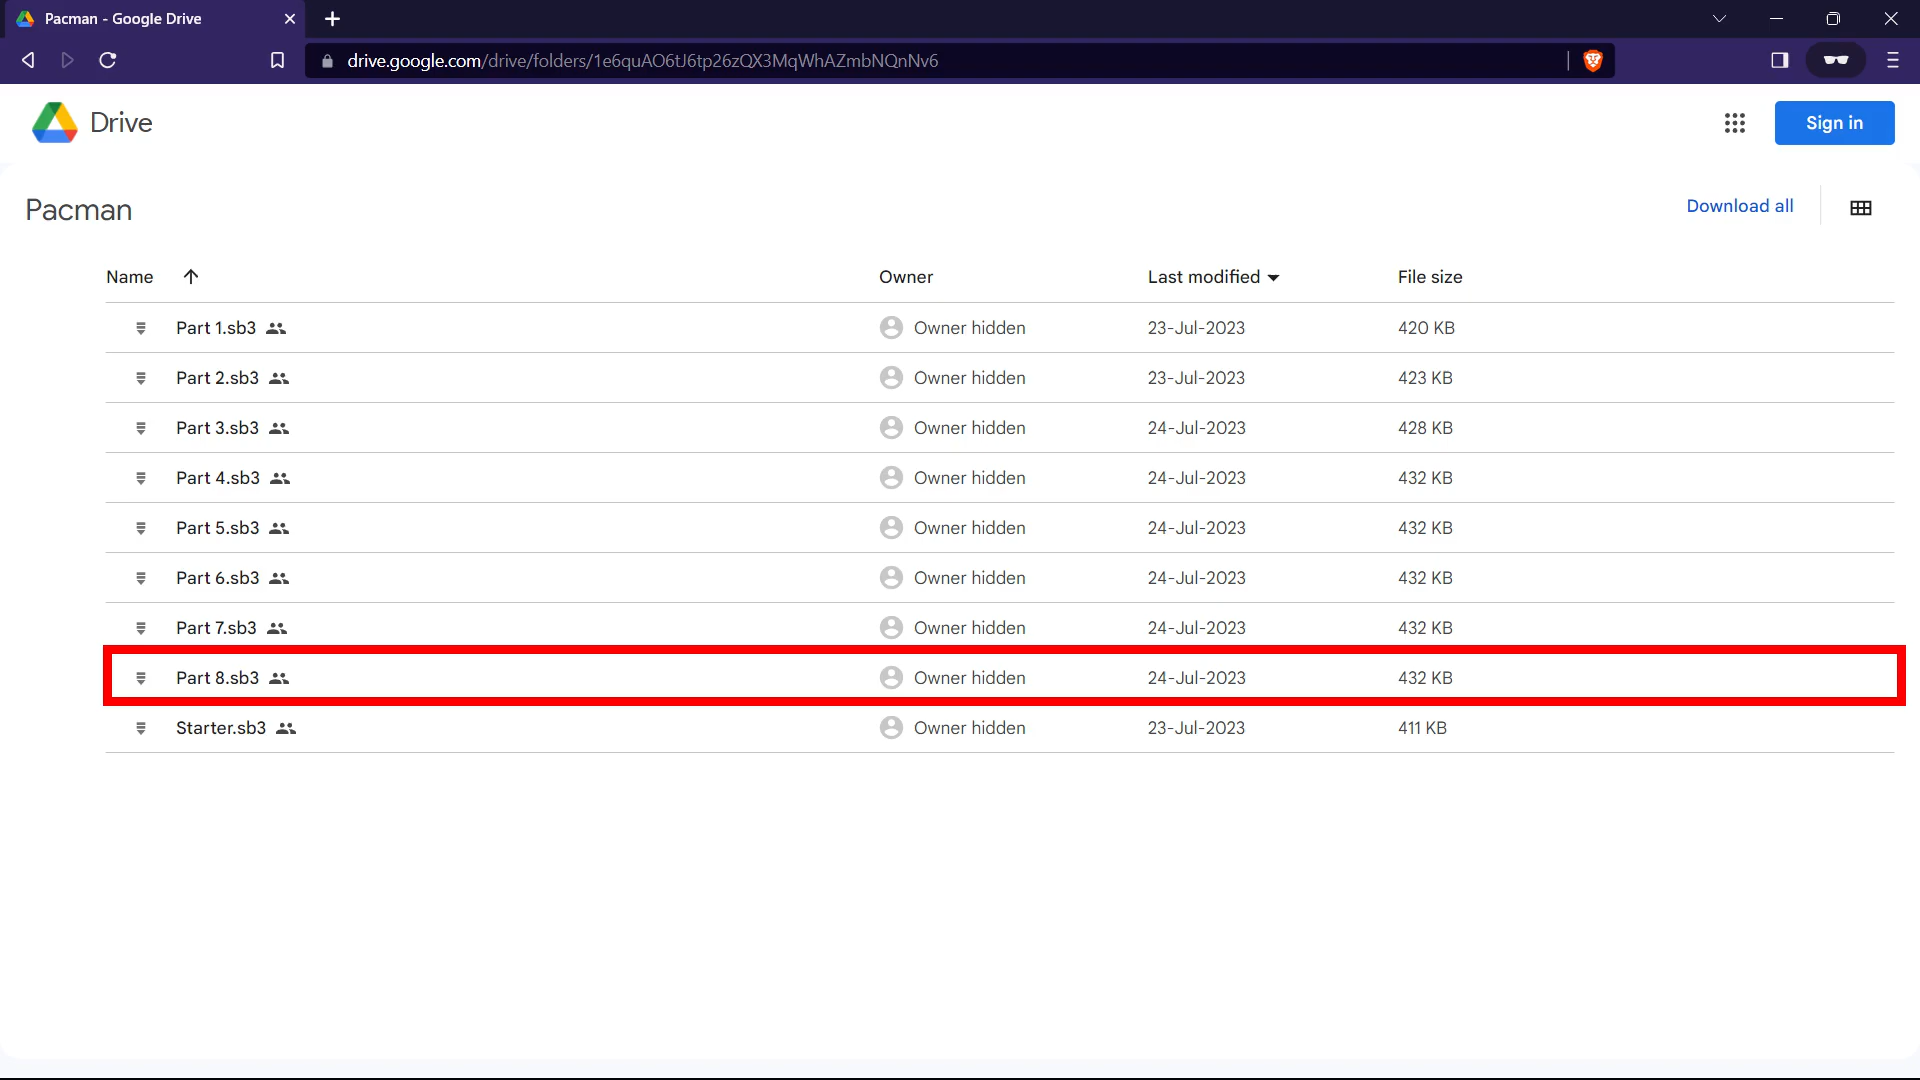 Pacman - Google Drive
drive.google.com/drive/folders/1e6quAO6tJ6tp26zQX3MqWhAZmbNQnNv6
Drive
Sign in
Pacman
Download all
Name Owner Last modified File size
Part 1.sb3 Owner hidden 23-Jul-2023 420 KB
Part 2.sb3 Owner hidden 23-Jul-2023 423 KB
Part 3.sb3 Owner hidden 24-Jul-2023 428 KB
Part 4.sb3 Owner hidden 24-Jul-2023 432 KB
Part 5.sb3 Owner hidden 24-Jul-2023 432 KB
Part 6.sb3 Owner hidden 24-Jul-2023 432 KB
Part 7.sb3 Owner hidden 24-Jul-2023 432 KB
Part 8.sb3 Owner hidden 24-Jul-2023 432 KB
Starter.sb3 Owner hidden 23-Jul-2023 411 KB